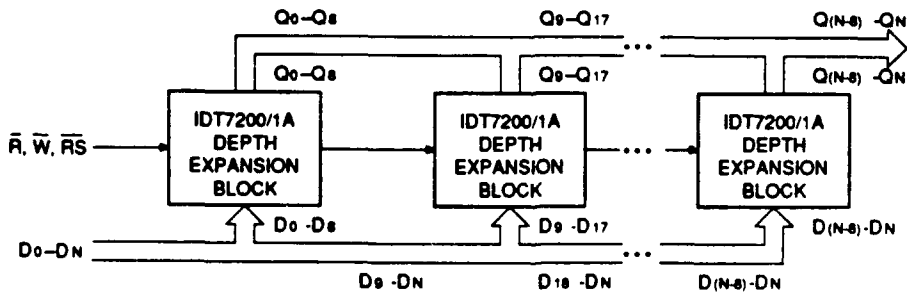 Q0–Q8 Q9–Q17 Q(N-8) -QN
Q0–Q8 Q9–Q17 Q(N-8) -QN
IDT7200/1A
DEPTH
EXPANSION
BLOCK
IDT7200/1A
DEPTH
EXPANSION
BLOCK
IDT7200/1A
DEPTH
EXPANSION
BLOCK
R̅, W̅, R̅S̅
D0 -D8 D9 -D17 D(N-8)-DN
D0–DN
D9 -DN D18 -DN D(N-8)-DN